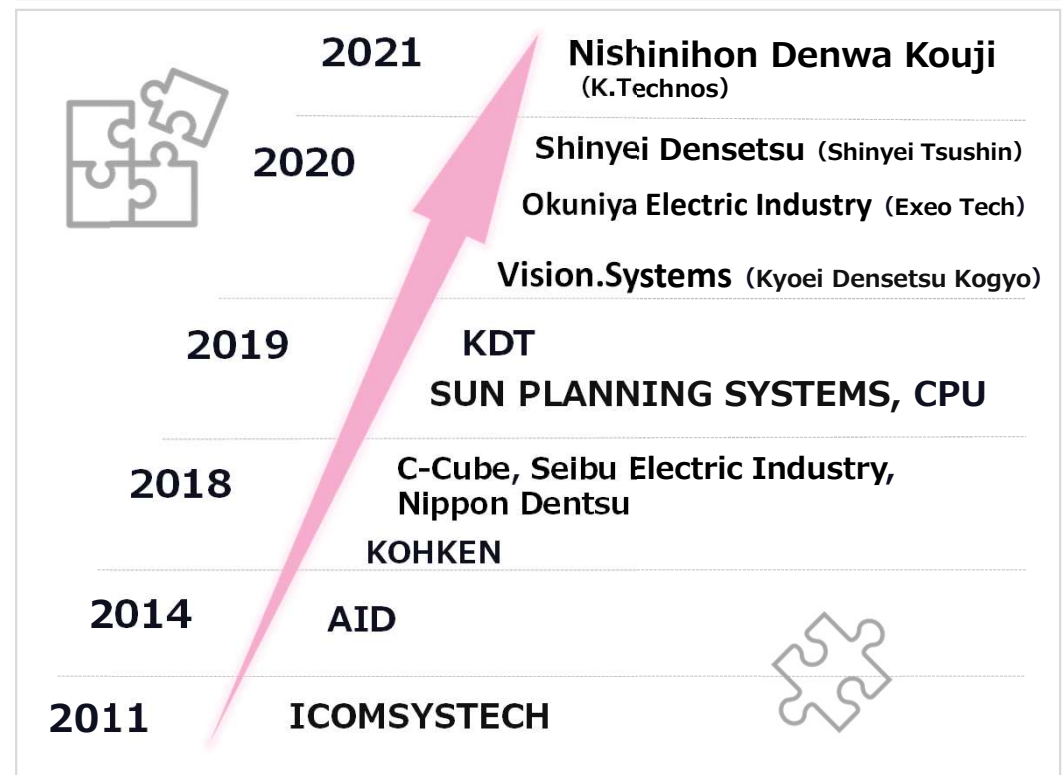 2021 Nishinihon Denwa Kouji
（K.Technos）
2020 Shinyei Densetsu（Shinyei Tsushin）
Okuniya Electric Industry（Exeo Tech）
Vision.Systems（Kyoei Densetsu Kogyo）
2019 KDT
SUN PLANNING SYSTEMS, CPU
2018 C-Cube, Seibu Electric Industry,
Nippon Dentsu
KOHKEN
2014 AID
2011 ICOMSYSTECH